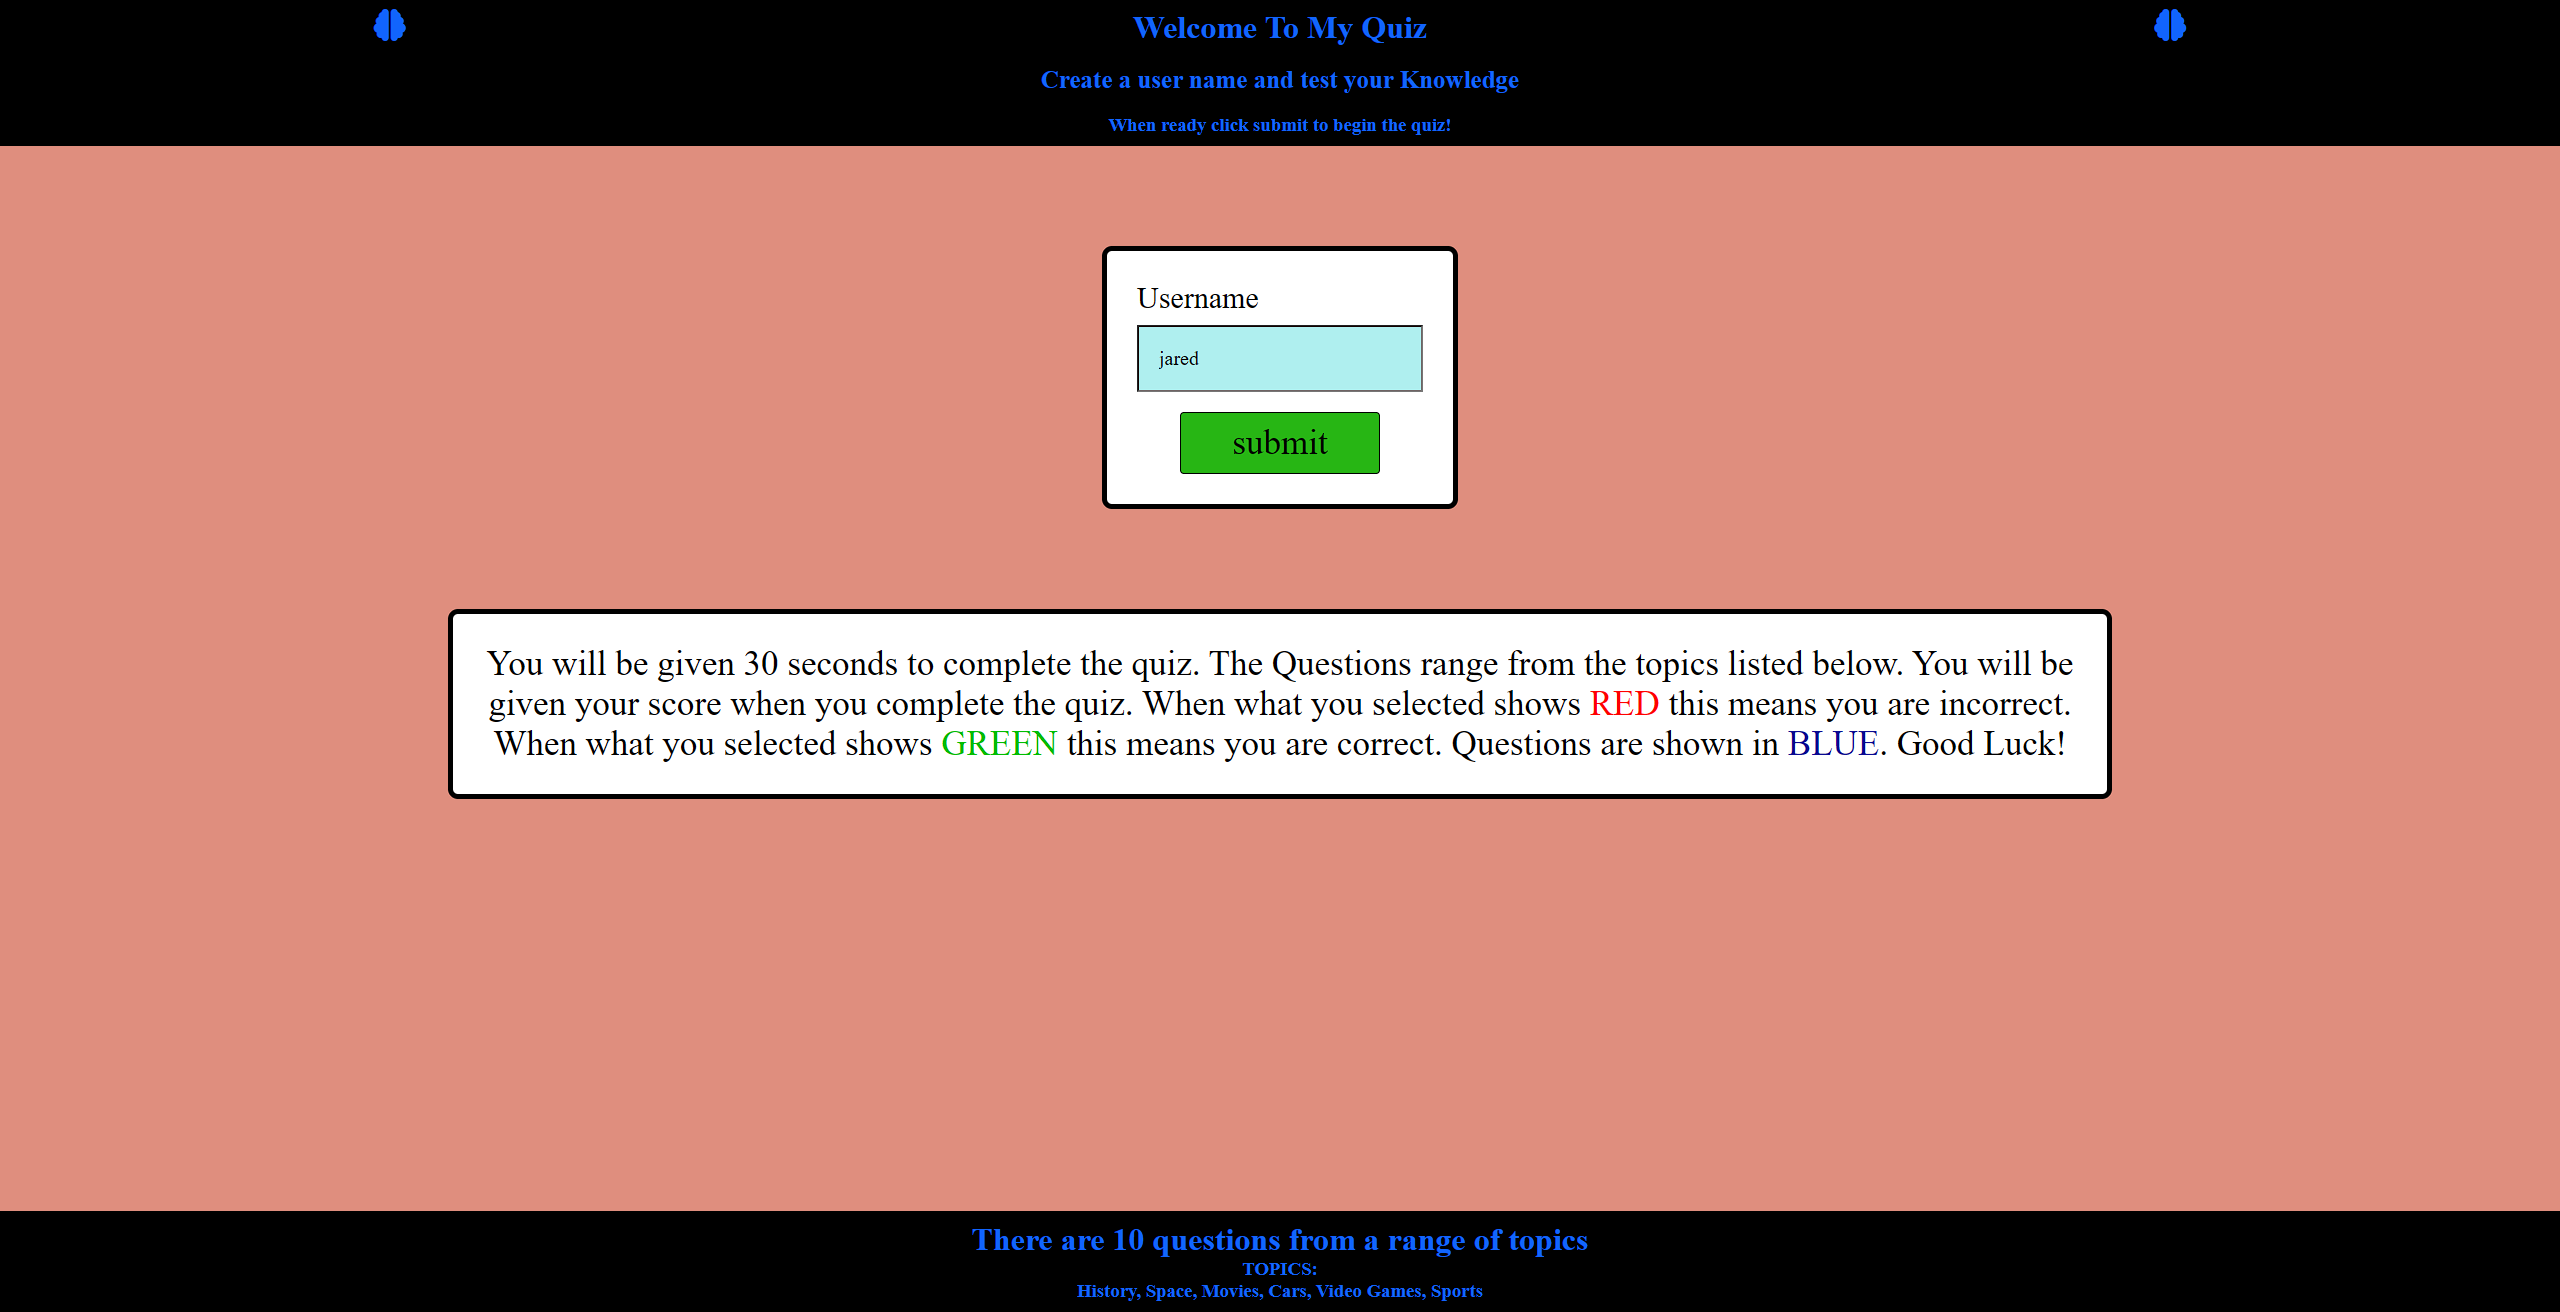 Welcome To My Quiz
Create a user name and test your Knowledge
When ready click submit to begin the quiz!
Username
jared
submit
You will be given 30 seconds to complete the quiz. The Questions range from the topics listed below. You will be
given your score when you complete the quiz. When what you selected shows RED this means you are incorrect.
When what you selected shows GREEN this means you are correct. Questions are shown in BLUE. Good Luck!
There are 10 questions from a range of topics
TOPICS:
History, Space, Movies, Cars, Video Games, Sports